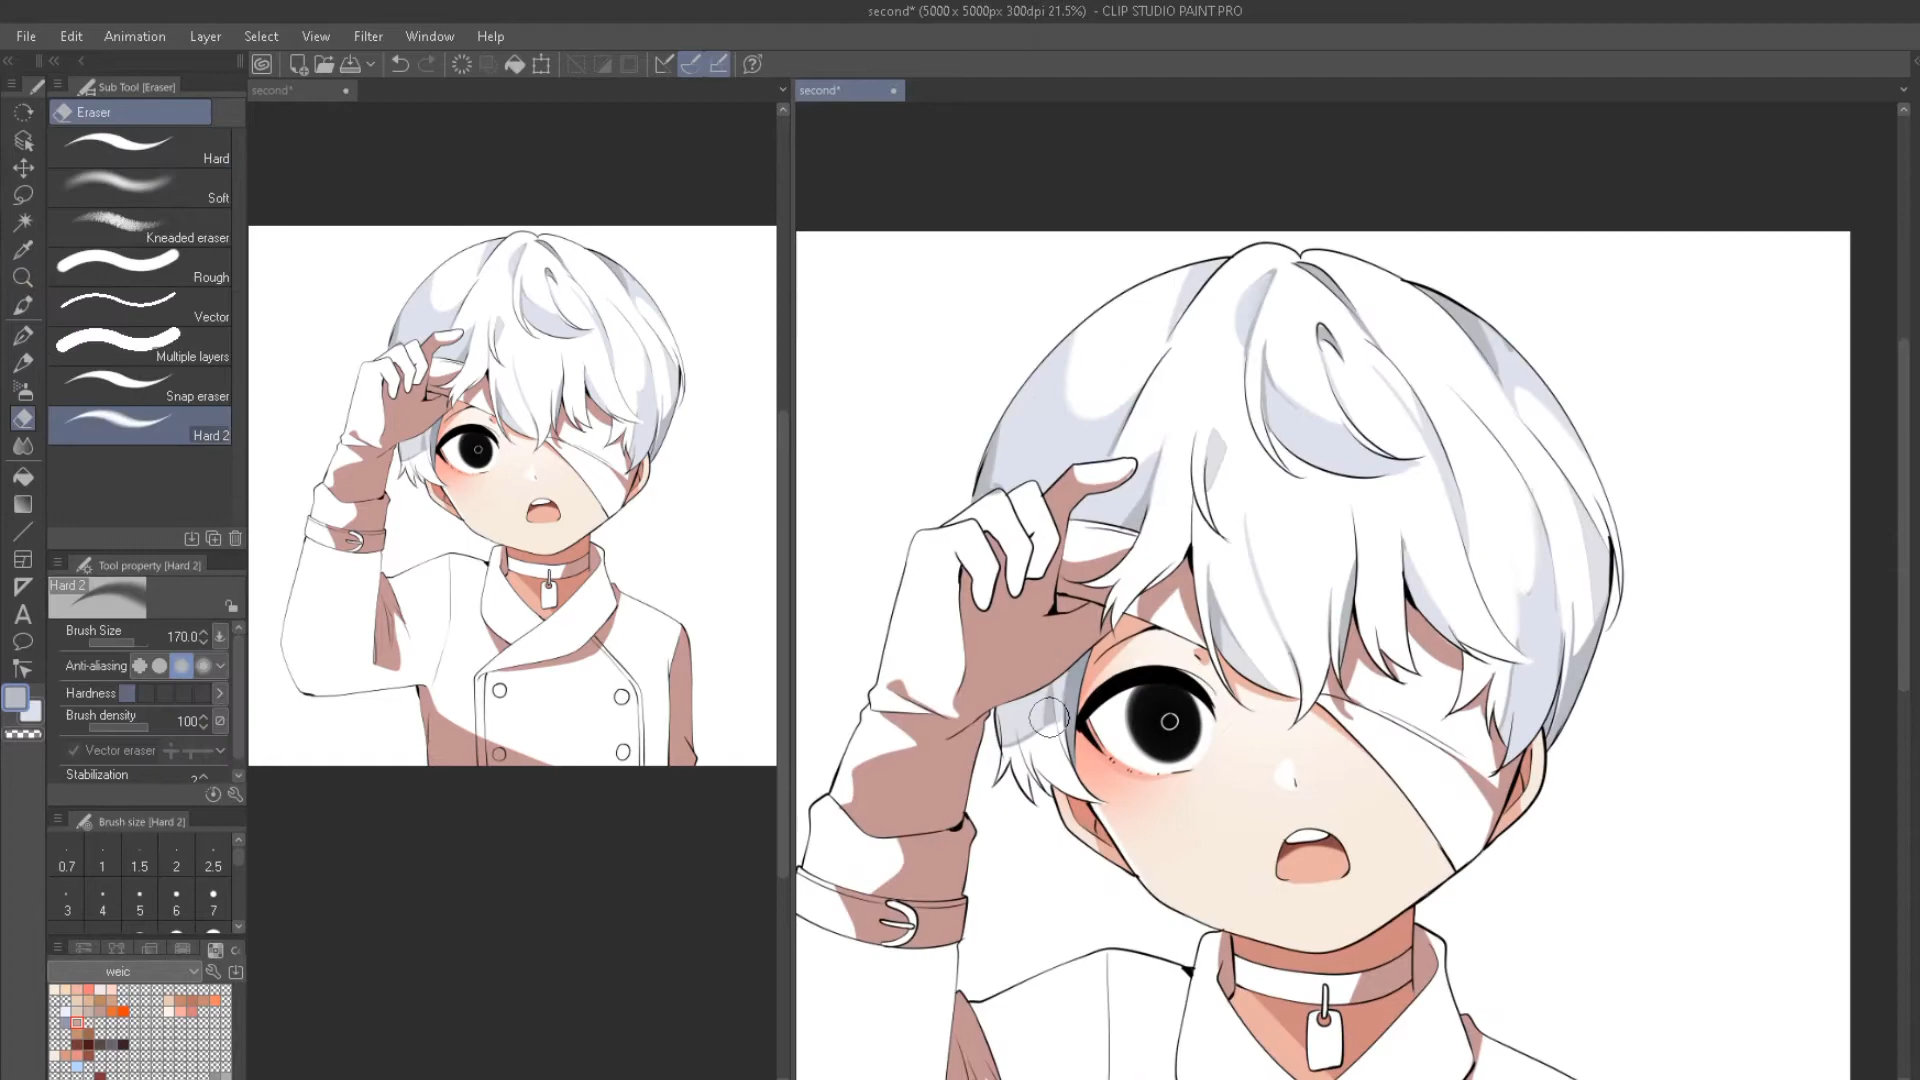 second* (5000 x 5000px 300dpi 21.5%) - CLIP STUDIO PAINT PRO
File Edit Animation Layer Select View Filter Window Help
Sub Tool [Eraser]
second*
second*
Eraser
Hard
Soft
Kneaded eraser
Rough
Vector
Multiple layers
Snap eraser
Hard 2
Tool property [Hard 2]
Hard 2
Brush Size 170.0
Anti-aliasing
Hardness
Brush density 100
Vector eraser
Stabilization
Brush size [Hard 2]
0.7 1 1.5 2 2.5
3 4 5 6 7
weic